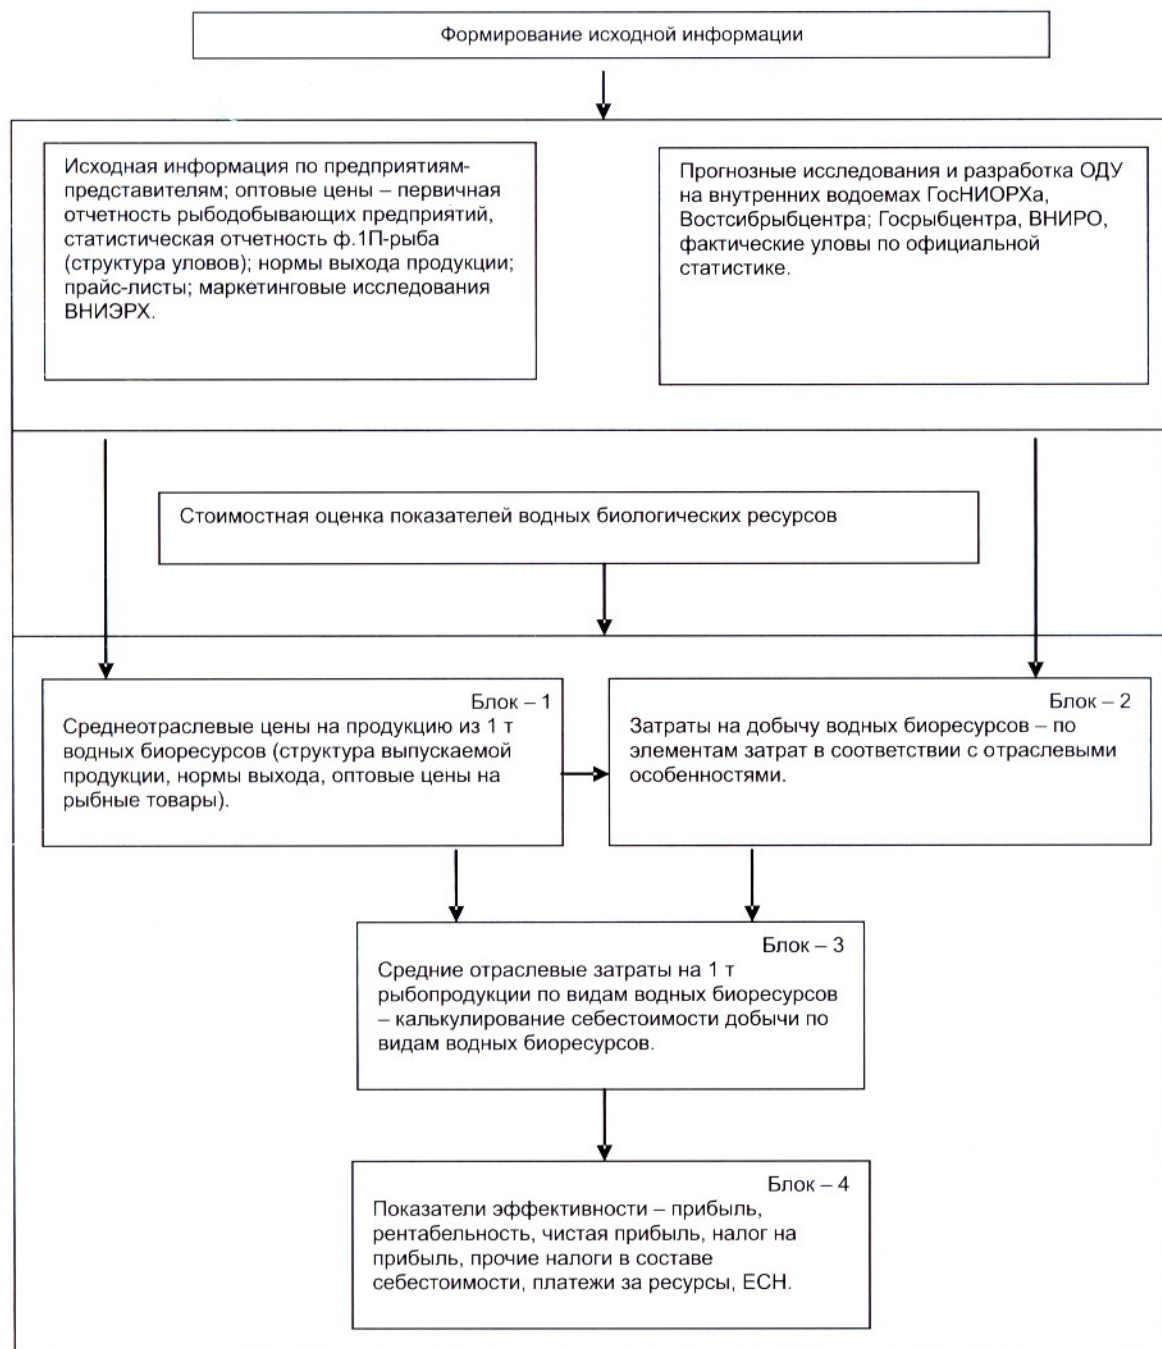 Формирование исходной информации
Исходная информация по предприятиям-
представителям; оптовые цены – первичная
отчетность рыбодобывающих предприятий,
статистическая отчетность ф.1П-рыба
(структура уловов); нормы выхода продукции;
прайс-листы; маркетинговые исследования
ВНИЭРХ.
Прогнозные исследования и разработка ОДУ
на внутренних водоемах ГосНИОРХа,
Востсибрыбцентра; Госрыбцентра, ВНИРО,
фактические уловы по официальной
статистике.
Стоимостная оценка показателей водных биологических ресурсов
Блок – 1
Среднеотраслевые цены на продукцию из 1 т
водных биоресурсов (структура выпускаемой
продукции, нормы выхода, оптовые цены на
рыбные товары).
Блок – 2
Затраты на добычу водных биоресурсов – по
элементам затрат в соответствии с отраслевыми
особенностями.
Блок – 3
Средние отраслевые затраты на 1 т
рыбопродукции по видам водных биоресурсов
– калькулирование себестоимости добычи по
видам водных биоресурсов.
Блок – 4
Показатели эффективности – прибыль,
рентабельность, чистая прибыль, налог на
прибыль, прочие налоги в составе
себестоимости, платежи за ресурсы, ЕСН.